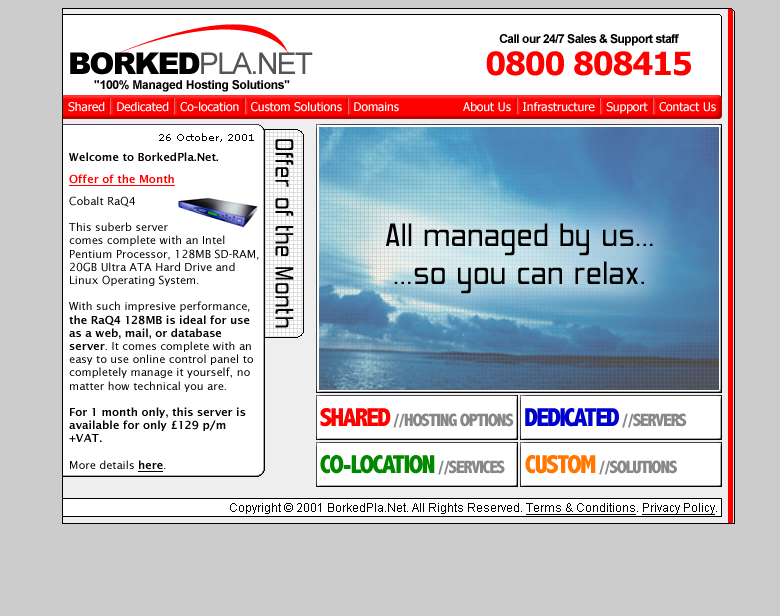 BORKEDPLA.NET
"100% Managed Hosting Solutions"
Call our 24/7 Sales & Support staff
0800 808415
Shared Dedicated Co-location Custom Solutions Domains About Us Infrastructure Support Contact Us
26 October, 2001
Welcome to BorkedPla.Net.
Offer of the Month
Cobalt RaQ4
This suberb server
comes complete with an Intel
Pentium Processor, 128MB SD-RAM,
20GB Ultra ATA Hard Drive and
Linux Operating System.
With such impresive performance,
the RaQ4 128MB is ideal for use
as a web, mail, or database
server. It comes complete with an
easy to use online control panel to
completely manage it yourself, no
matter how technical you are.
For 1 month only, this server is
available for only £129 p/m
+VAT.
More details here.
Offer of the Month
All managed by us...
...so you can relax.
SHARED //HOSTING OPTIONS
DEDICATED //SERVERS
CO-LOCATION //SERVICES
CUSTOM //SOLUTIONS
Copyright © 2001 BorkedPla.Net. All Rights Reserved. Terms & Conditions. Privacy Policy.